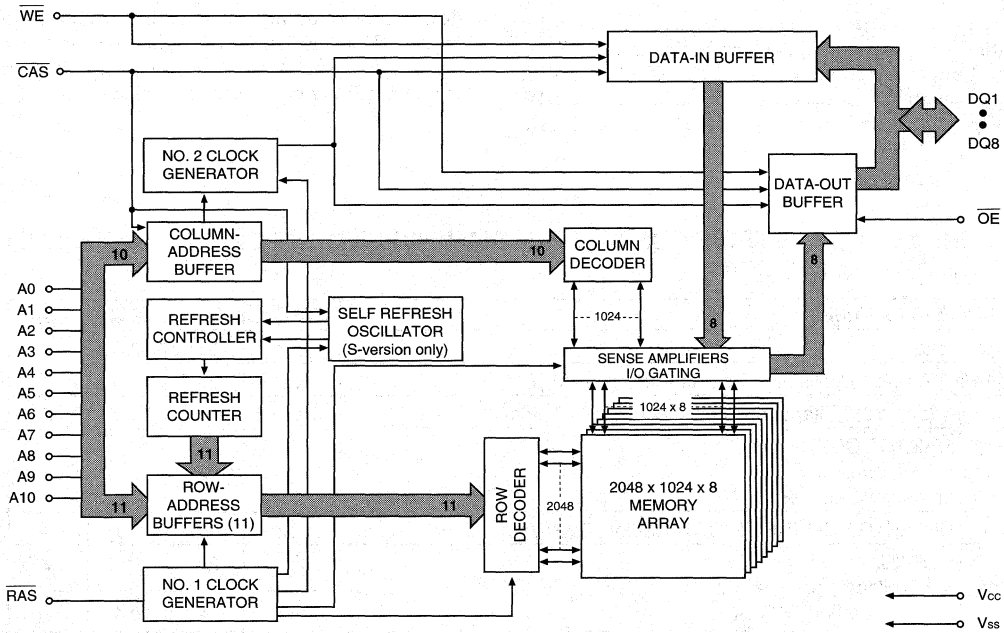 WE
CAS
DATA-IN BUFFER
DQ1
DQ8
NO. 2 CLOCK
GENERATOR
DATA-OUT
BUFFER
OE
8
COLUMN-
ADDRESS
BUFFER
10
10
COLUMN
DECODER
A0
A1
A2
A3
A4
A5
A6
A7
A8
A9
A10
REFRESH
CONTROLLER
SELF REFRESH
OSCILLATOR
(S-version only)
1024
8
SENSE AMPLIFIERS
I/O GATING
REFRESH
COUNTER
1024 x 8
11
ROW-
ADDRESS
BUFFERS (11)
11
11
ROW
DECODER
2048
2048 x 1024 x 8
MEMORY
ARRAY
RAS
NO. 1 CLOCK
GENERATOR
Vcc
Vss